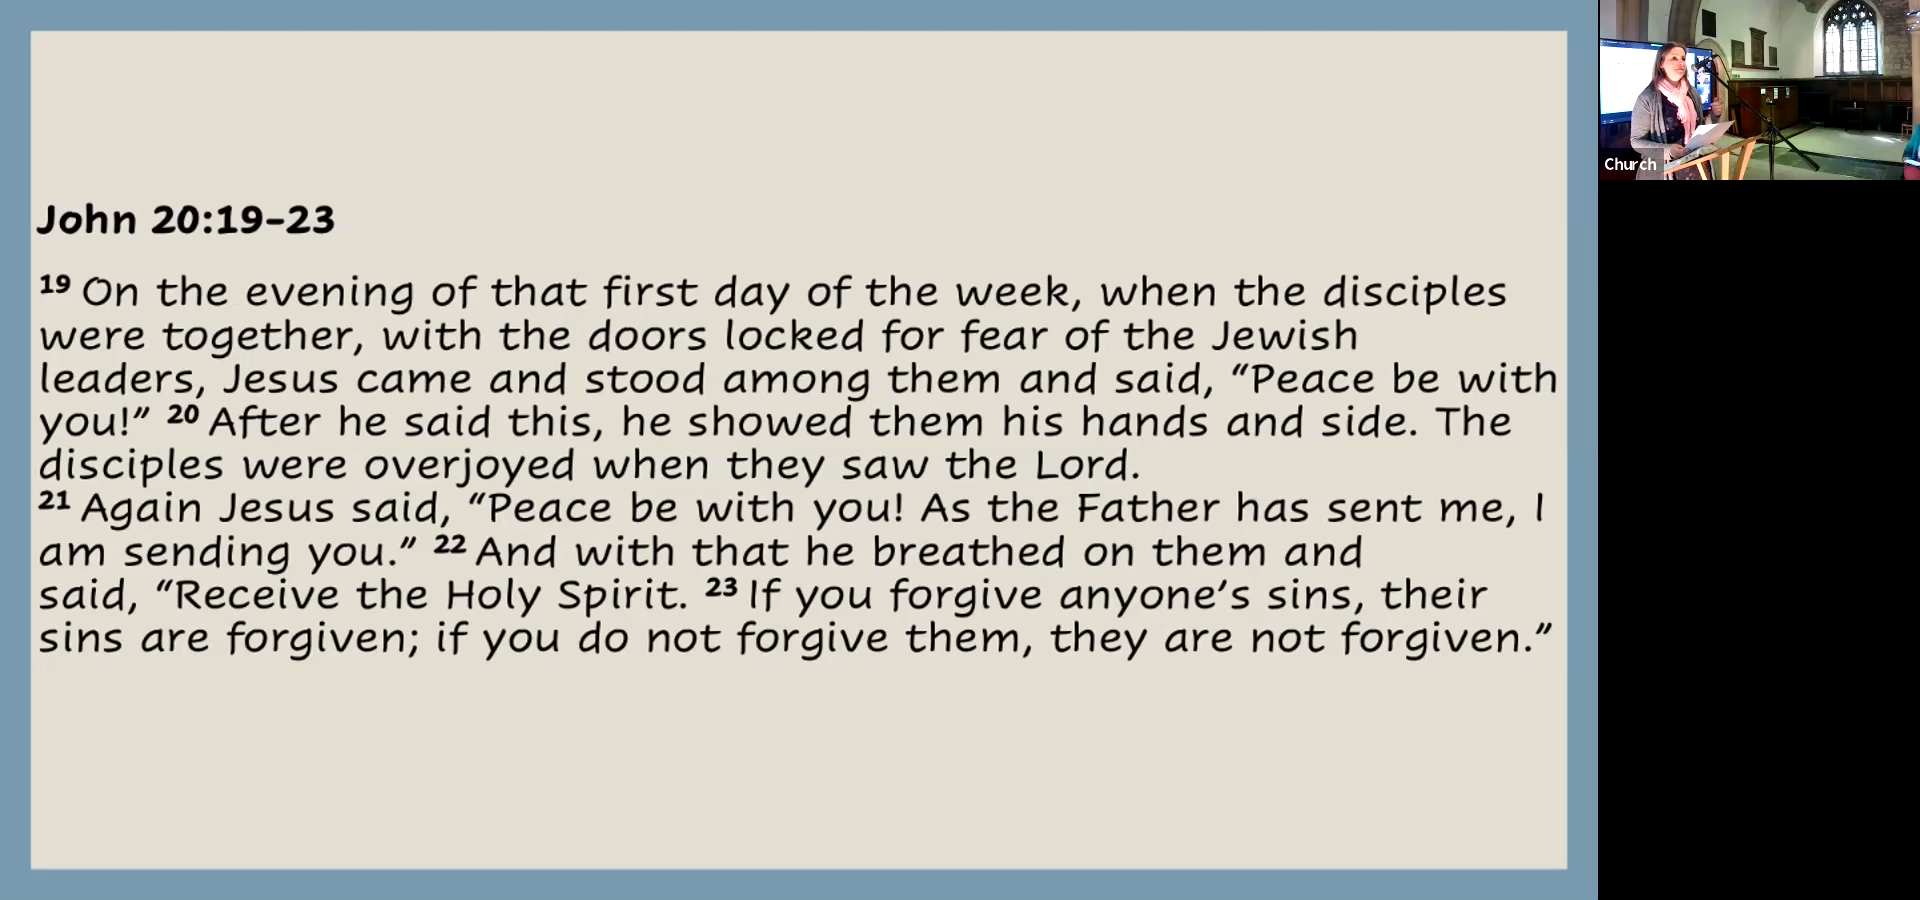 John 20:19-23
19 On the evening of that first day of the week, when the disciples
were together, with the doors locked for fear of the Jewish
leaders, Jesus came and stood among them and said, “Peace be with
you!” 20 After he said this, he showed them his hands and side. The
disciples were overjoyed when they saw the Lord.
21 Again Jesus said, “Peace be with you! As the Father has sent me, I
am sending you.” 22 And with that he breathed on them and
said, “Receive the Holy Spirit. 23 If you forgive anyone’s sins, their
sins are forgiven; if you do not forgive them, they are not forgiven.”
Church